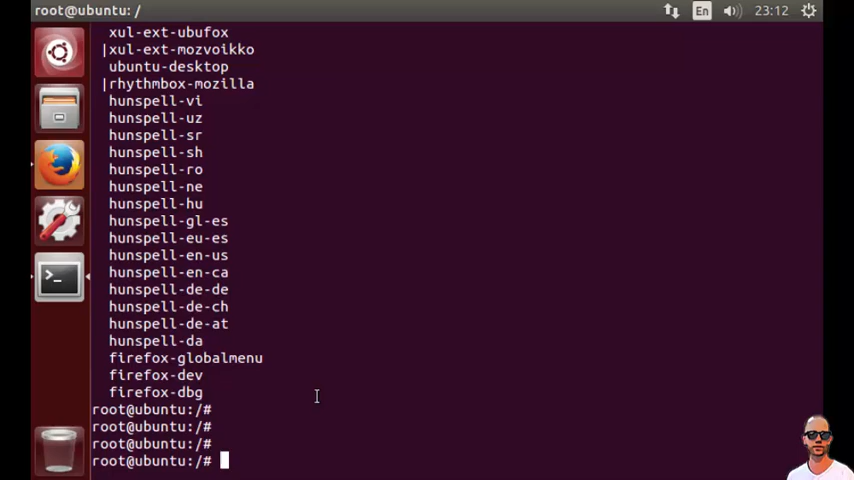 root@ubuntu: /
En
23:12
xul-ext-ubufox
|xul-ext-mozvoikko
ubuntu-desktop
|rhythmbox-mozilla
hunspell-vi
hunspell-uz
hunspell-sr
hunspell-sh
hunspell-ro
hunspell-ne
hunspell-hu
hunspell-gl-es
hunspell-eu-es
hunspell-en-us
hunspell-en-ca
hunspell-de-de
hunspell-de-ch
hunspell-de-at
hunspell-da
firefox-globalmenu
firefox-dev
firefox-dbg
root@ubuntu:/#
root@ubuntu:/#
root@ubuntu:/#
root@ubuntu:/#